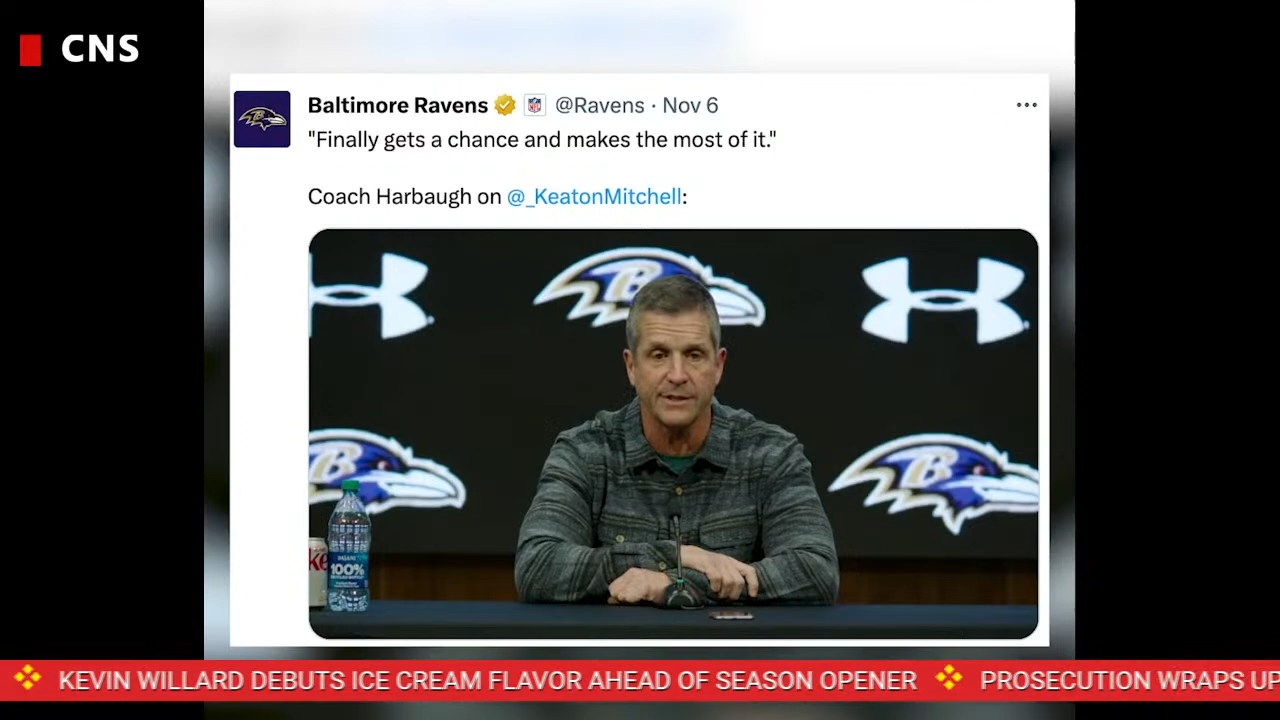 CNS
Baltimore Ravens @Ravens · Nov 6
"Finally gets a chance and makes the most of it."
Coach Harbaugh on @_KeatonMitchell:
100%
KEVIN WILLARD DEBUTS ICE CREAM FLAVOR AHEAD OF SEASON OPENER PROSECUTION WRAPS UP